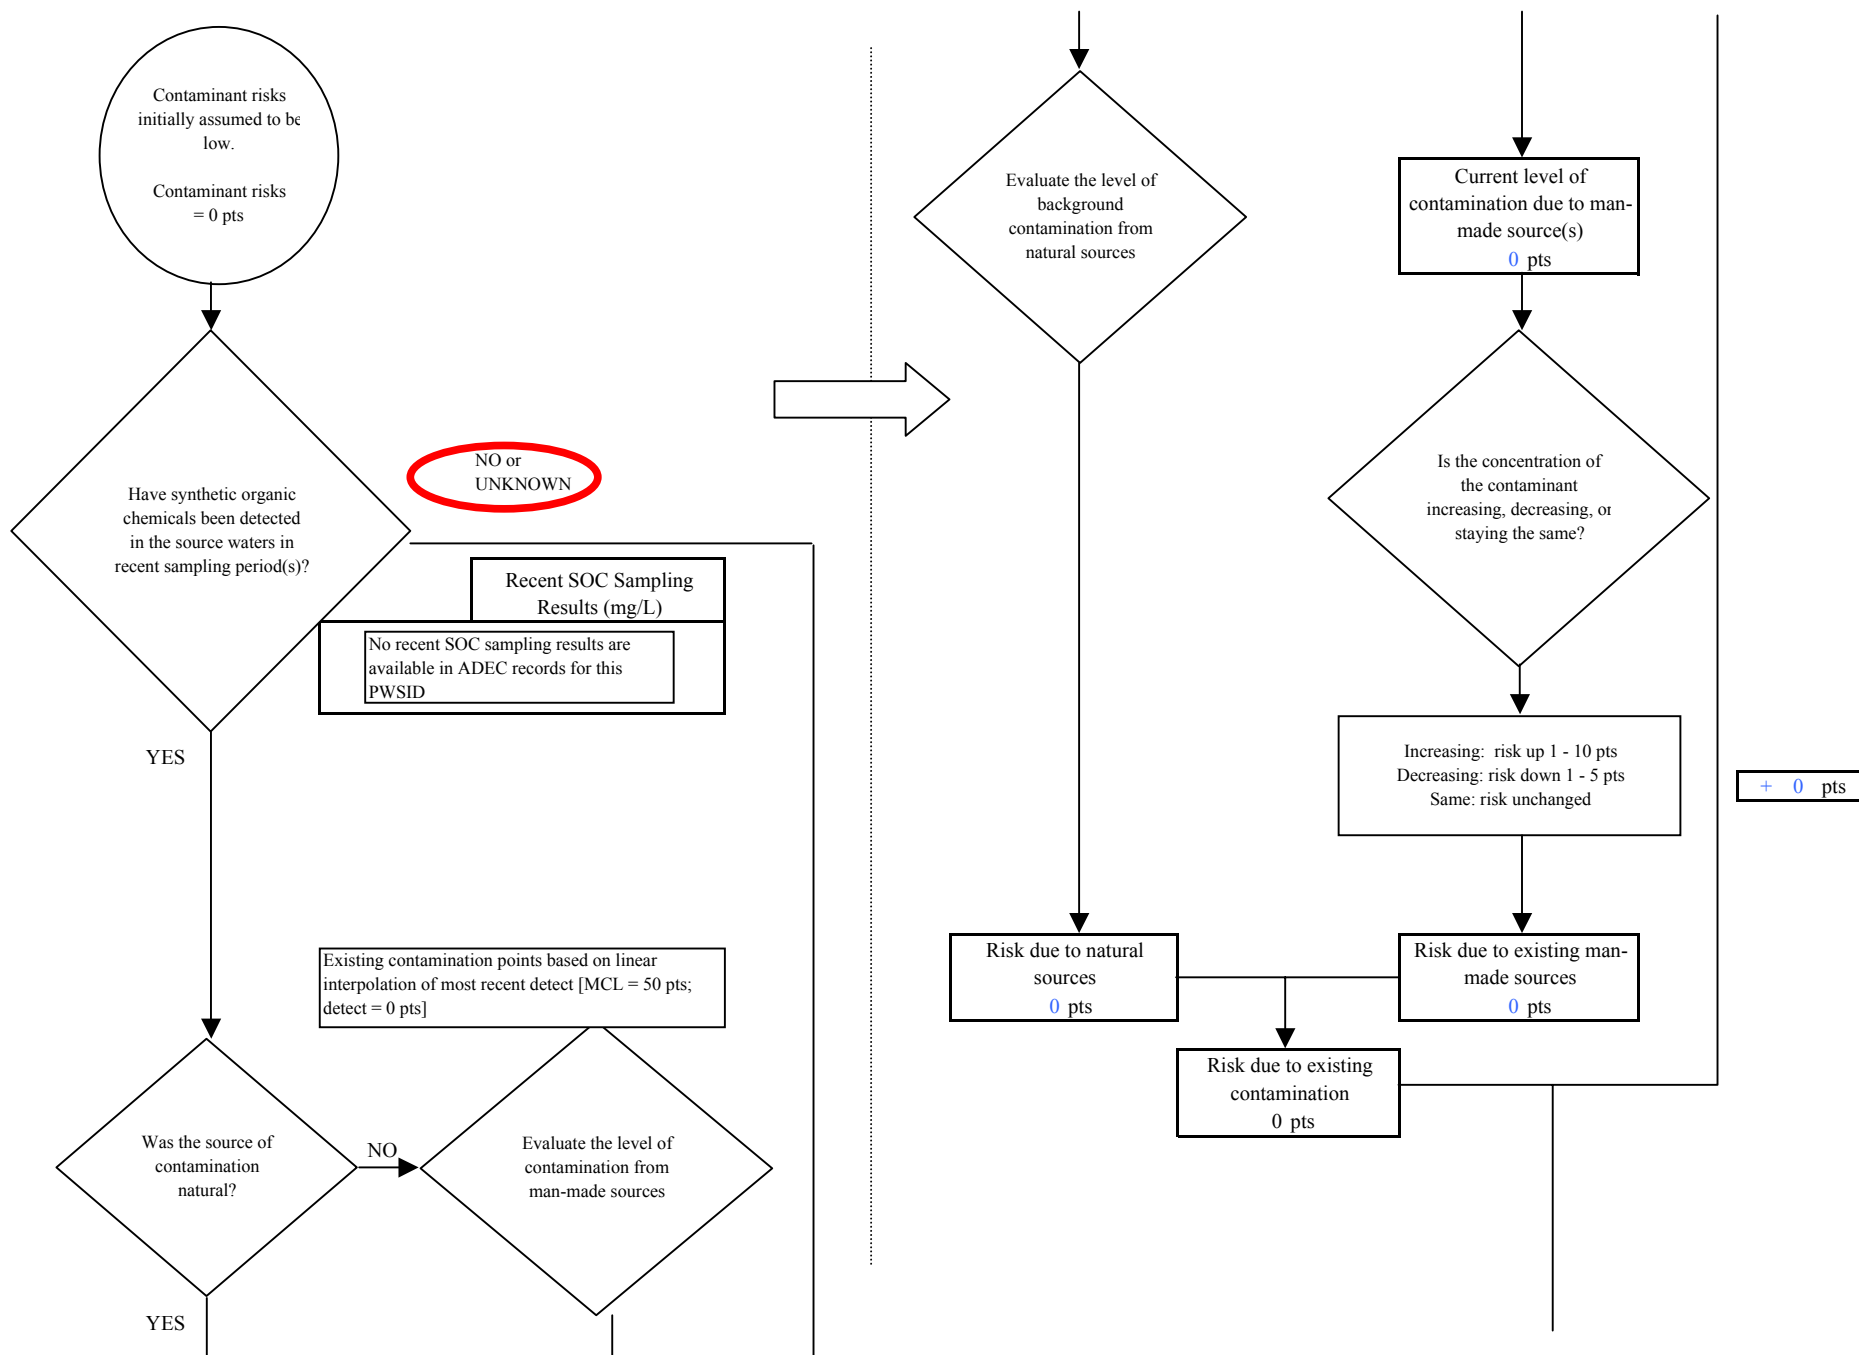 Contaminant risks
initially assumed to be
low.
Contaminant risks
= 0 pts
Have synthetic organic
chemicals been detected
in the source waters in
recent sampling period(s)?
NO or
UNKNOWN
Recent SOC Sampling
Results (mg/L)
No recent SOC sampling results are
available in ADEC records for this
PWSID
YES
Existing contamination points based on linear
interpolation of most recent detect [MCL = 50 pts;
detect = 0 pts]
Was the source of
contamination
natural?
NO
Evaluate the level of
contamination from
man-made sources
YES
Evaluate the level of
background
contamination from
natural sources
Current level of
contamination due to man-
made source(s)
0 pts
Is the concentration of
the contaminant
increasing, decreasing, or
staying the same?
Increasing: risk up 1 - 10 pts
Decreasing: risk down 1 - 5 pts
Same: risk unchanged
+ 0 pts
Risk due to natural
sources
0 pts
Risk due to existing man-
made sources
0 pts
Risk due to existing
contamination
0 pts